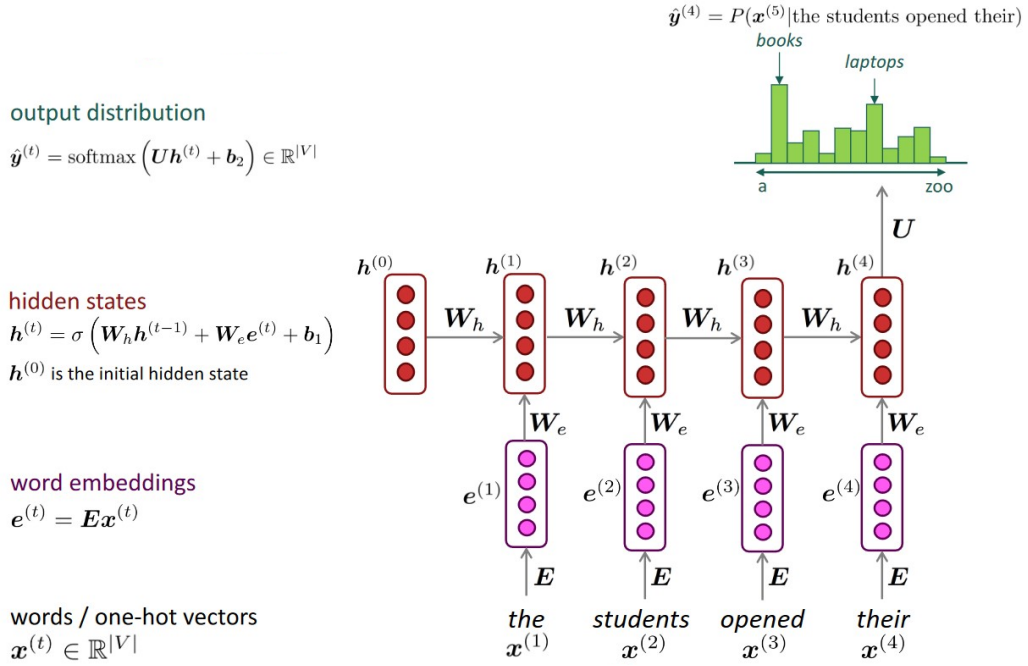 ŷ⁽⁴⁾ = P(x⁽⁵⁾|the students opened their)
books
laptops
output distribution
ŷ⁽ᵗ⁾ = softmax(Uh⁽ᵗ⁾ + b₂) ∈ ℝ^|V|
a zoo
U
h⁽⁰⁾ h⁽¹⁾ h⁽²⁾ h⁽³⁾ h⁽⁴⁾
hidden states
W_h W_h W_h W_h
h⁽ᵗ⁾ = σ(W_h h⁽ᵗ⁻¹⁾ + W_e e⁽ᵗ⁾ + b₁)
h⁽⁰⁾ is the initial hidden state
W_e W_e W_e W_e
word embeddings
e⁽¹⁾ e⁽²⁾ e⁽³⁾ e⁽⁴⁾
e⁽ᵗ⁾ = Ex⁽ᵗ⁾
E E E E
words / one-hot vectors the students opened their
x⁽ᵗ⁾ ∈ ℝ^|V| x⁽¹⁾ x⁽²⁾ x⁽³⁾ x⁽⁴⁾